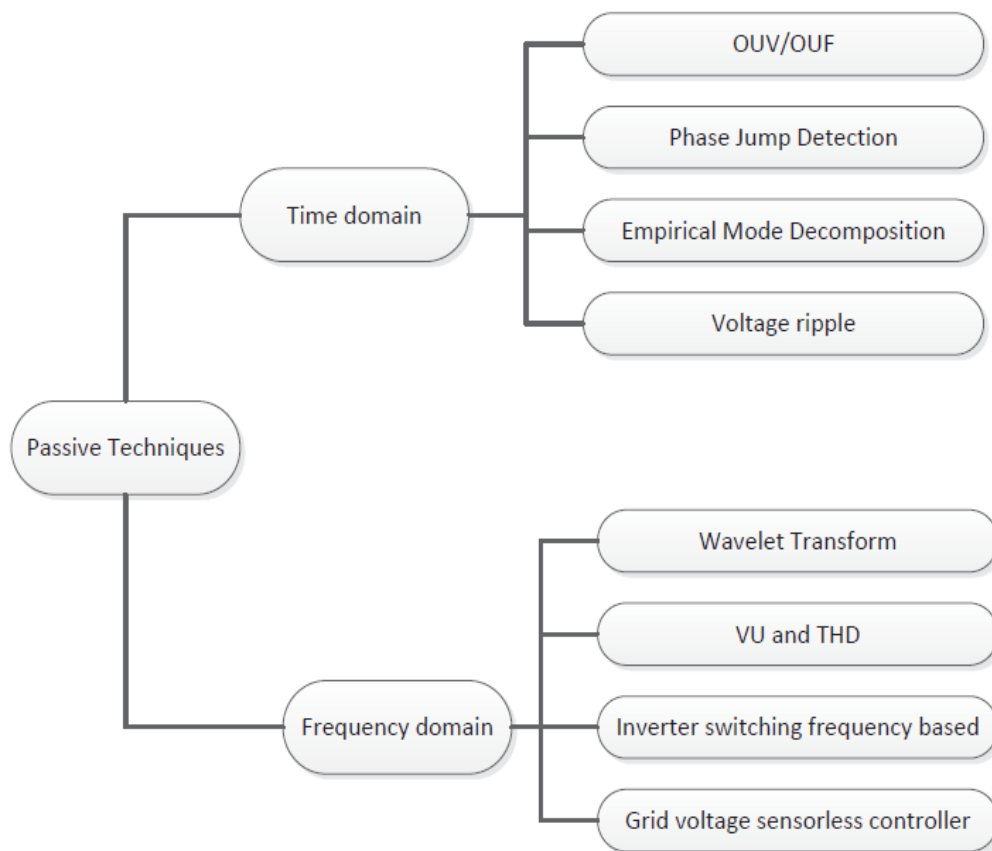 OUV/OUF
Phase Jump Detection
Time domain
Empirical Mode Decomposition
Voltage ripple
Passive Techniques
Wavelet Transform
VU and THD
Frequency domain
Inverter switching frequency based
Grid voltage sensorless controller